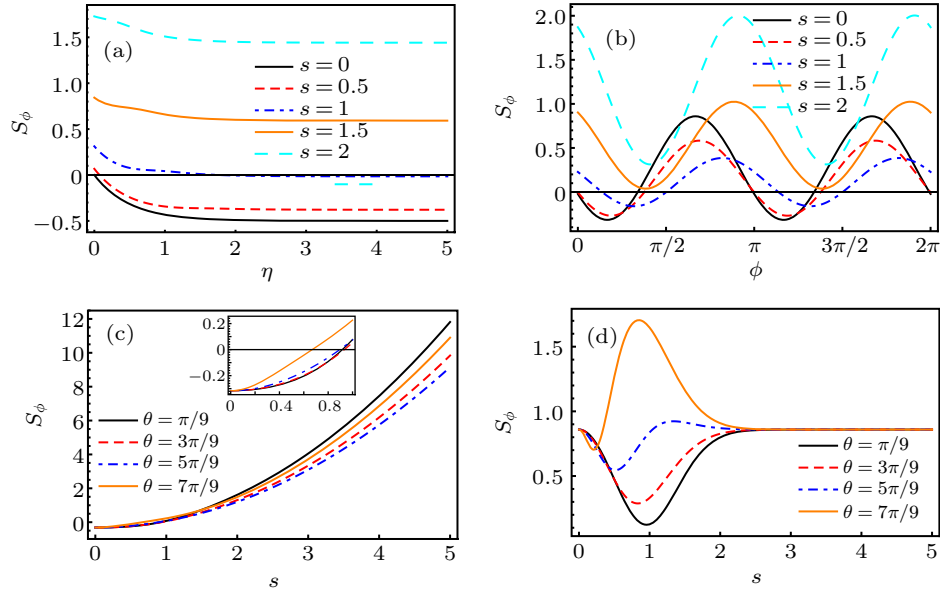 (a)
s = 0
s = 0.5
s = 1
s = 1.5
s = 2
1.5
1.0
0.5
0
−0.5
Sϕ
0 1 2 3 4 5
η
(b)
s = 0
s = 0.5
s = 1
s = 1.5
s = 2
2.0
1.5
1.0
0.5
0
Sϕ
0 π/2 π 3π/2 2π
ϕ
(c)
12
10
8
6
4
2
0
Sϕ
0.2
0
−0.2
0 0.4 0.8
θ = π/9
θ = 3π/9
θ = 5π/9
θ = 7π/9
0 1 2 3 4 5
s
(d)
1.5
1.0
0.5
Sϕ
θ = π/9
θ = 3π/9
θ = 5π/9
θ = 7π/9
0 1 2 3 4 5
s